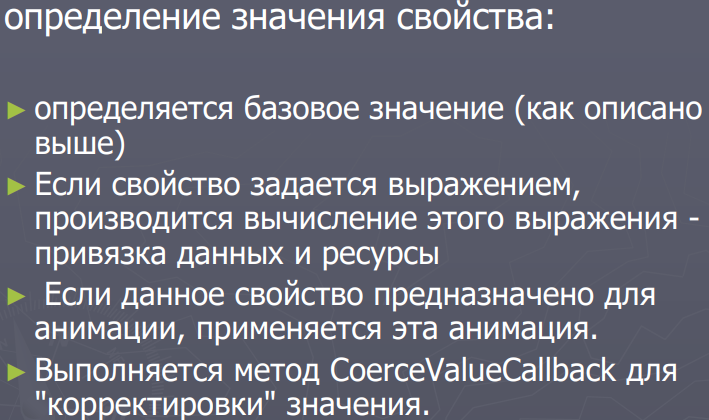 определение значения свойства:
► определяется базовое значение (как описано
выше)
► Если свойство задается выражением,
производится вычисление этого выражения -
привязка данных и ресурсы
► Если данное свойство предназначено для
анимации, применяется эта анимация.
► Выполняется метод CoerceValueCallback для
"корректировки" значения.